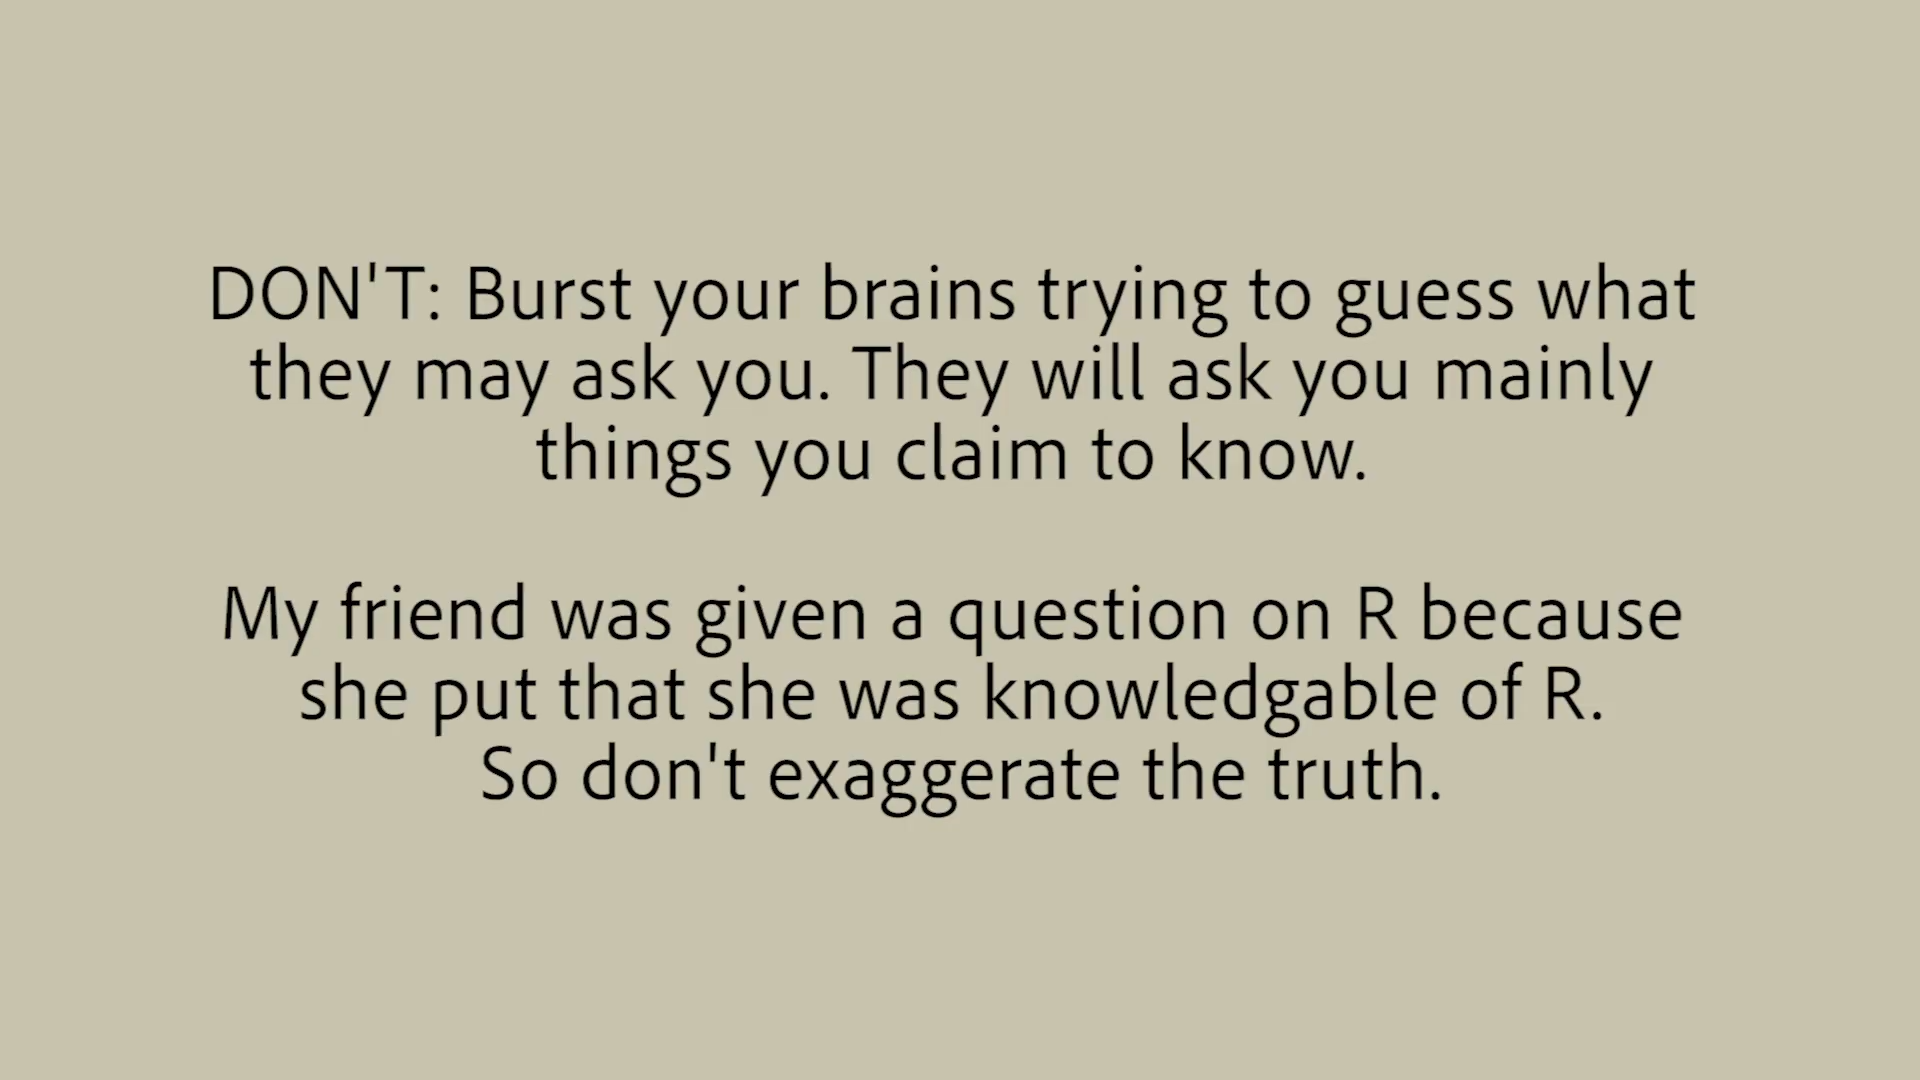 DON'T: Burst your brains trying to guess what
they may ask you. They will ask you mainly
things you claim to know.
My friend was given a question on R because
she put that she was knowledgable of R.
So don't exaggerate the truth.